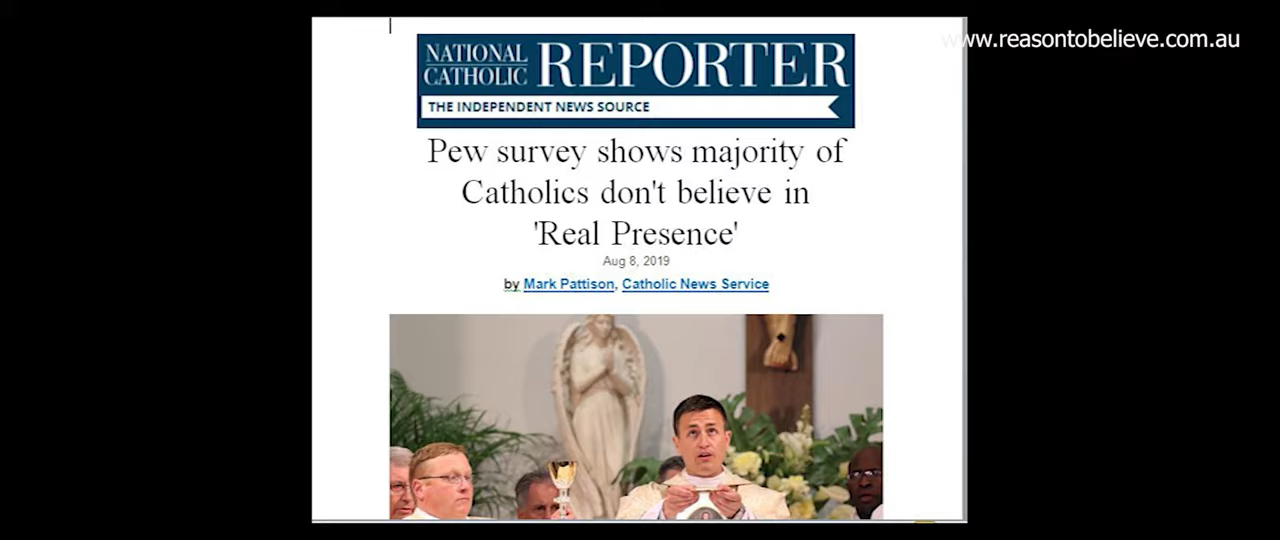 www.reasontobelieve.com.au
NATIONAL
CATHOLIC
REPORTER
THE INDEPENDENT NEWS SOURCE
Pew survey shows majority of
Catholics don't believe in
'Real Presence'
Aug 8, 2019
by Mark Pattison, Catholic News Service